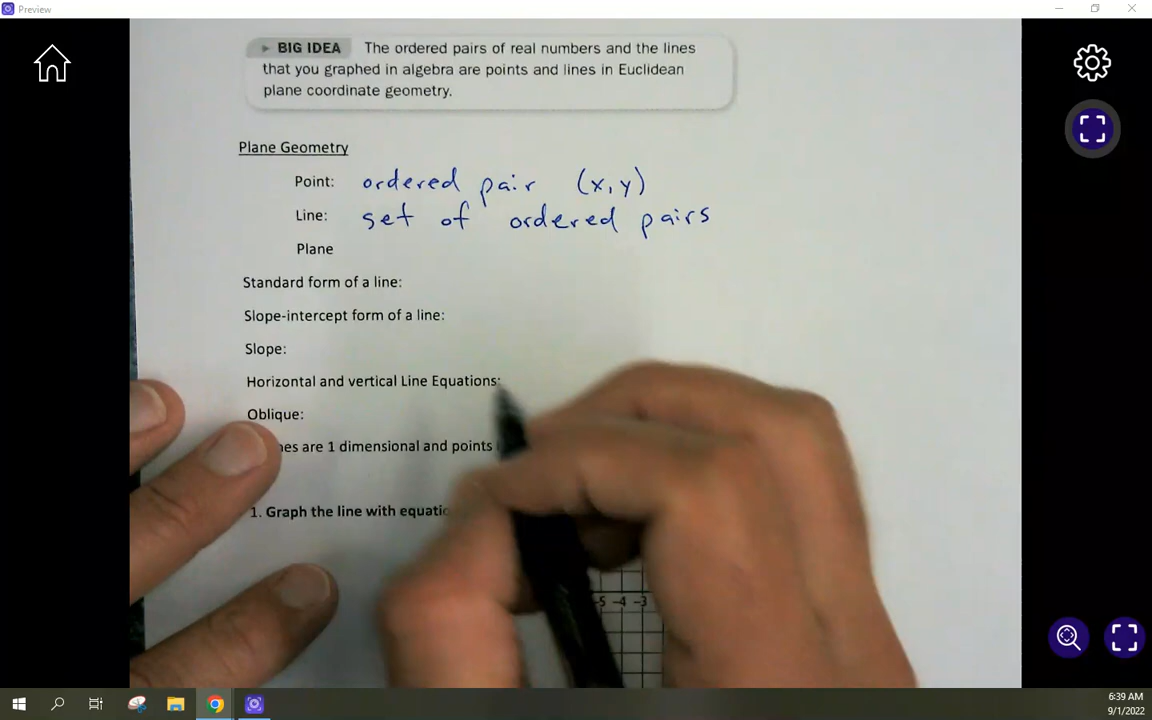 Preview
▸ BIG IDEA The ordered pairs of real numbers and the lines
that you graphed in algebra are points and lines in Euclidean
plane coordinate geometry.
Plane Geometry
Point: ordered pair (x,y)
Line: set of ordered pairs
Plane
Standard form of a line:
Slope-intercept form of a line:
Slope:
Horizontal and vertical Line Equations:
Oblique:
are 1 dimensional and points
1. Graph the line with
-5 -4 -3
6:39 AM
9/1/2022